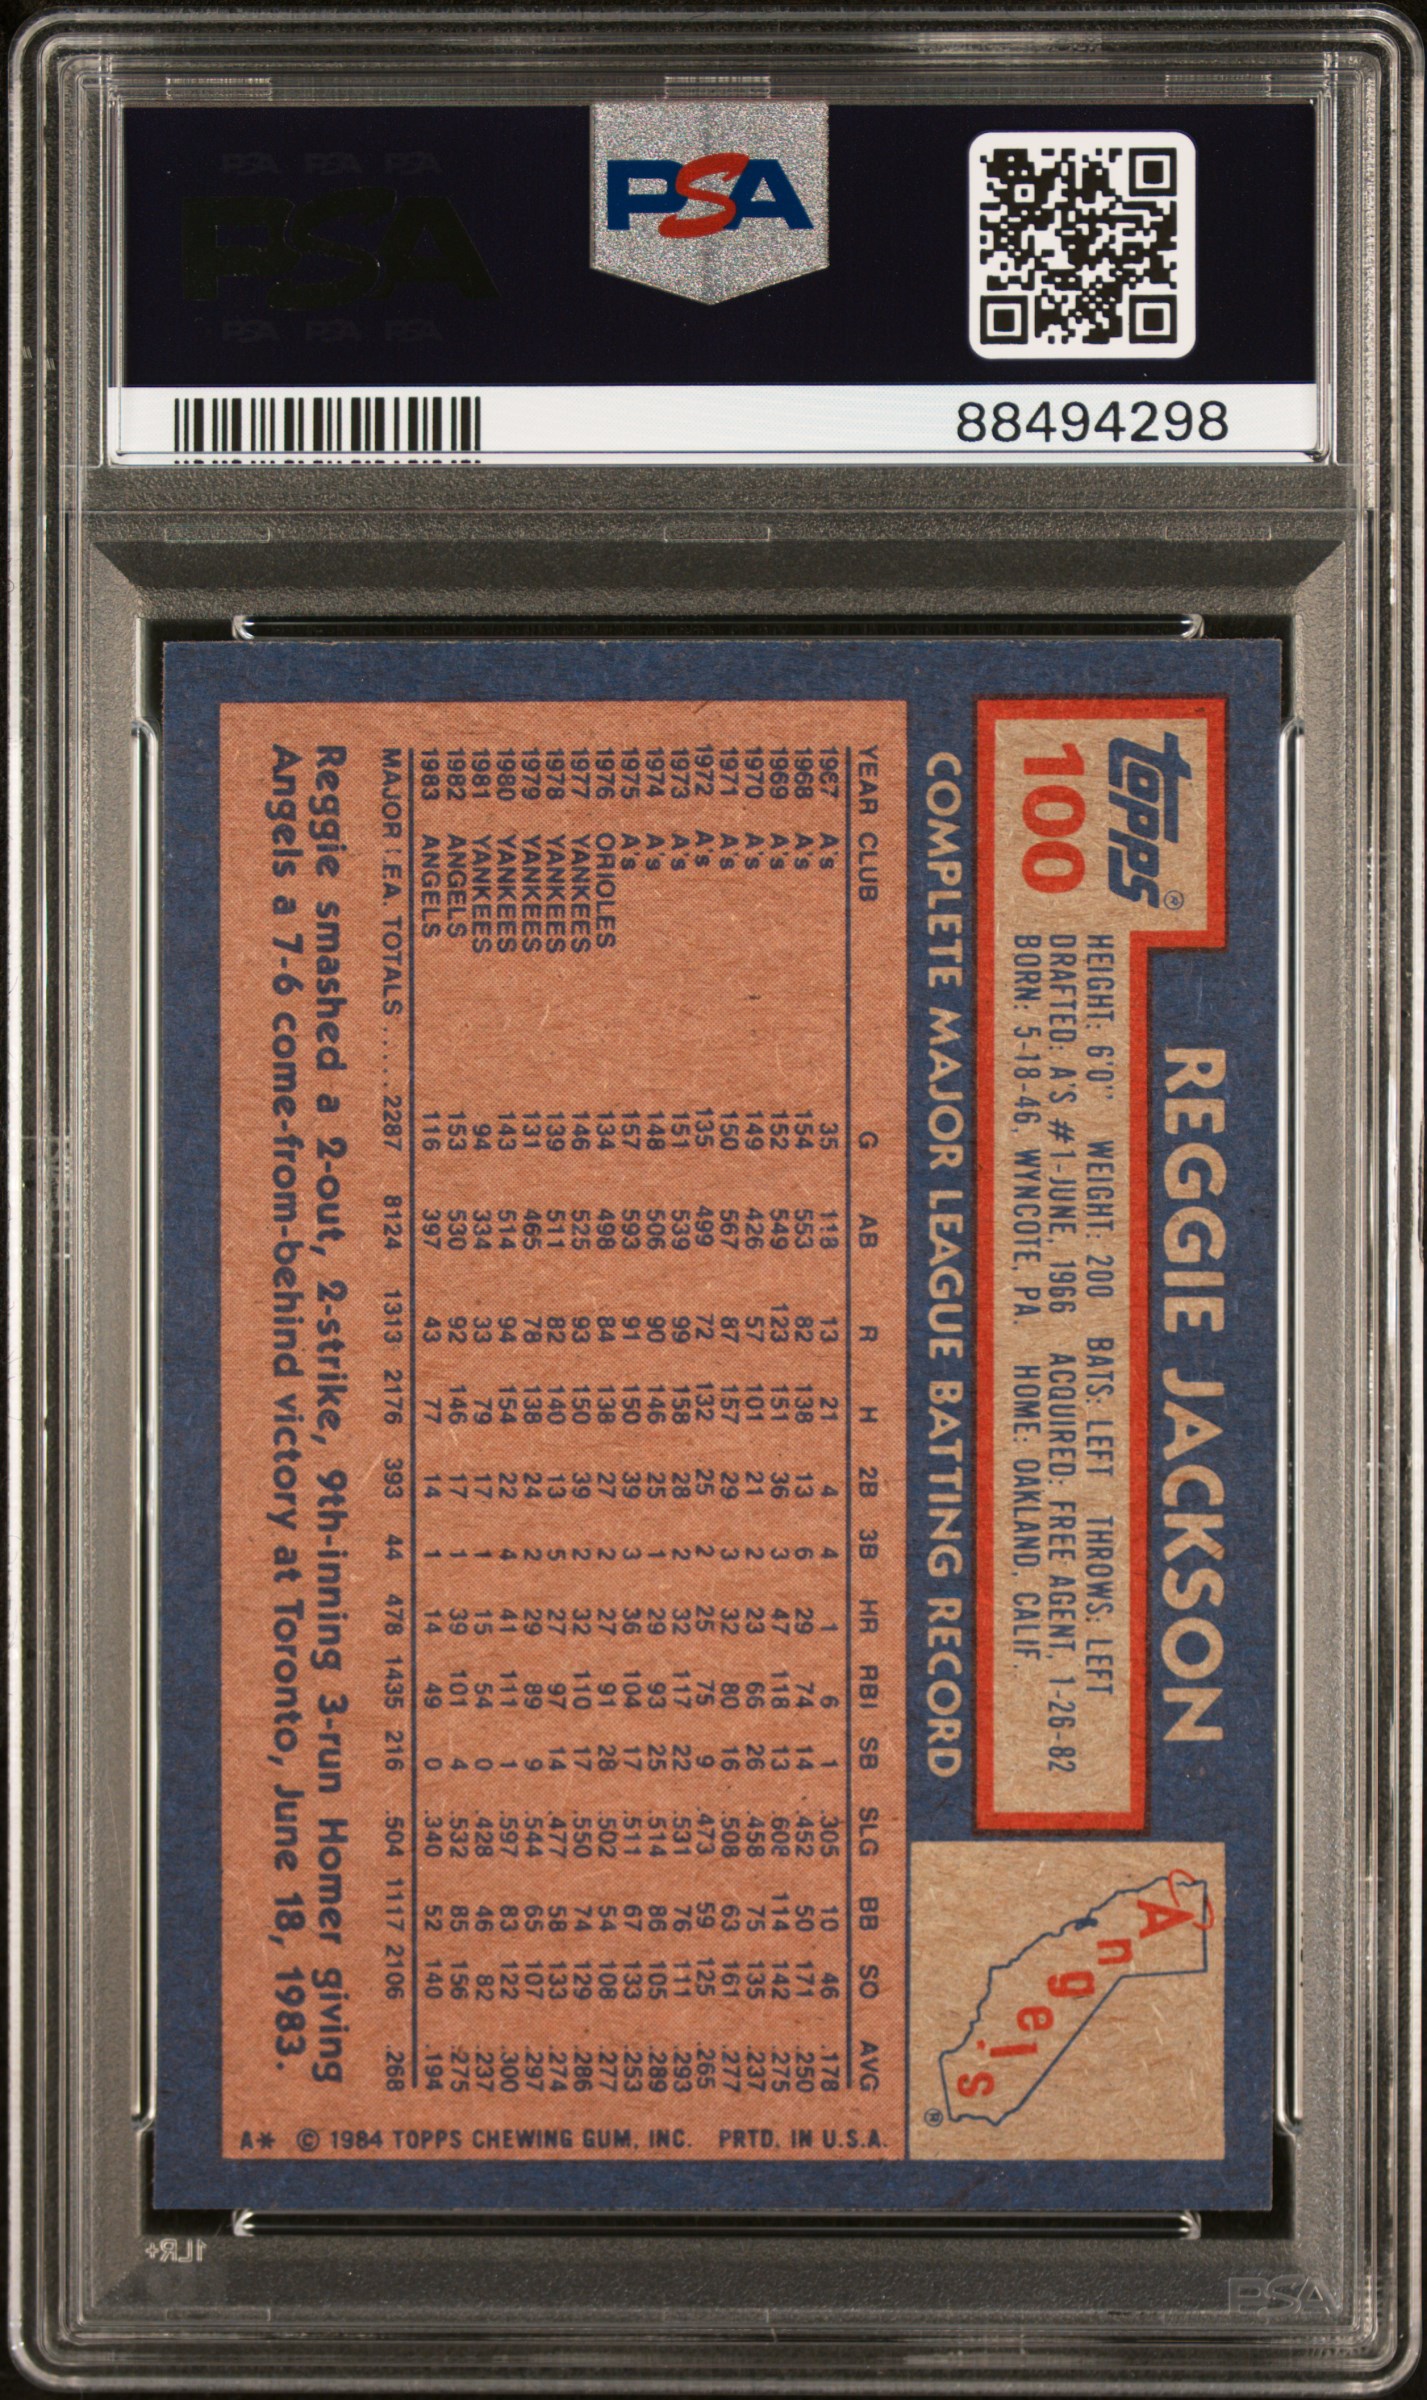 PSA PSA PSA
PSA
PSA PSA PSA
PSA
88494298
topps®
100
REGGIE JACKSON
HEIGHT: 6'0" WEIGHT: 200 BATS: LEFT THROWS: LEFT
DRAFTED: A'S #1-JUNE, 1966 ACQUIRED: FREE AGENT, 1-26-82
BORN: 5-18-46, WYNCOTE, PA. HOME: OAKLAND, CALIF.
Angels
®
COMPLETE MAJOR LEAGUE BATTING RECORD
YEAR CLUB G AB R H 2B 3B HR RBI SB SLG BB SO AVG
1967 A's 35 118 13 21 4 4 1 6 1 .305 10 46 .178
1968 A's 154 553 82 138 13 6 29 74 14 .452 50 171 .250
1969 A's 152 549 123 151 36 3 47 118 13 .608 114 142 .275
1970 A's 149 426 57 101 21 2 23 66 26 .458 75 135 .237
1971 A's 150 567 87 157 29 3 32 80 16 .508 63 161 .277
1972 A's 135 499 72 132 25 2 25 75 9 .473 59 125 .265
1973 A's 151 539 99 158 28 2 32 117 22 .531 76 111 .293
1974 A's 148 506 90 146 25 1 29 93 25 .514 86 105 .289
1975 A's 157 593 91 150 39 3 36 104 17 .511 67 133 .253
1976 ORIOLES 134 498 84 138 27 2 27 91 28 .502 54 108 .277
1977 YANKEES 146 525 93 150 39 2 32 110 17 .550 74 129 .286
1978 YANKEES 139 511 82 140 13 5 27 97 14 .477 58 133 .274
1979 YANKEES 131 465 78 138 24 2 29 89 9 .544 65 107 .297
1980 YANKEES 143 514 94 154 22 4 41 111 1 .597 83 122 .300
1981 YANKEES 94 334 33 79 17 1 15 54 0 .428 46 82 .237
1982 ANGELS 153 530 92 146 17 1 39 101 4 .532 85 156 .275
1983 ANGELS 116 397 43 77 14 1 14 49 0 .340 52 140 .194
MAJOR LEA. TOTALS .....2287 8124 1313 2176 393 44 478 1435 216 .504 1117 2106 .268
Reggie smashed a 2-out, 2-strike, 9th-inning 3-run Homer giving
Angels a 7-6 come-from-behind victory at Toronto, June 18, 1983.
A* © 1984 TOPPS CHEWING GUM, INC. PRTD. IN U.S.A.
1LR+
PSA